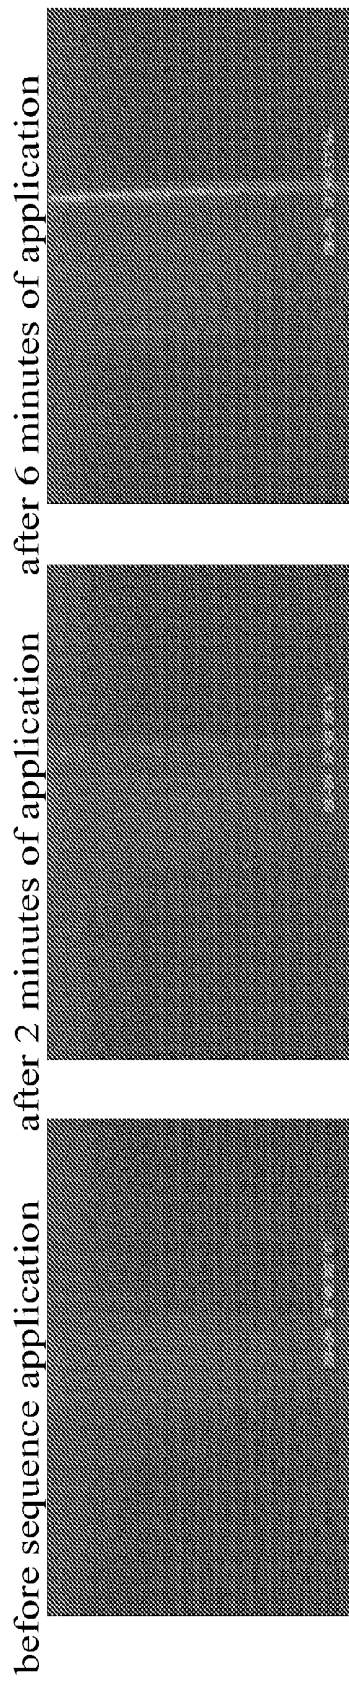 before sequence application
after 2 minutes of application
after 6 minutes of application